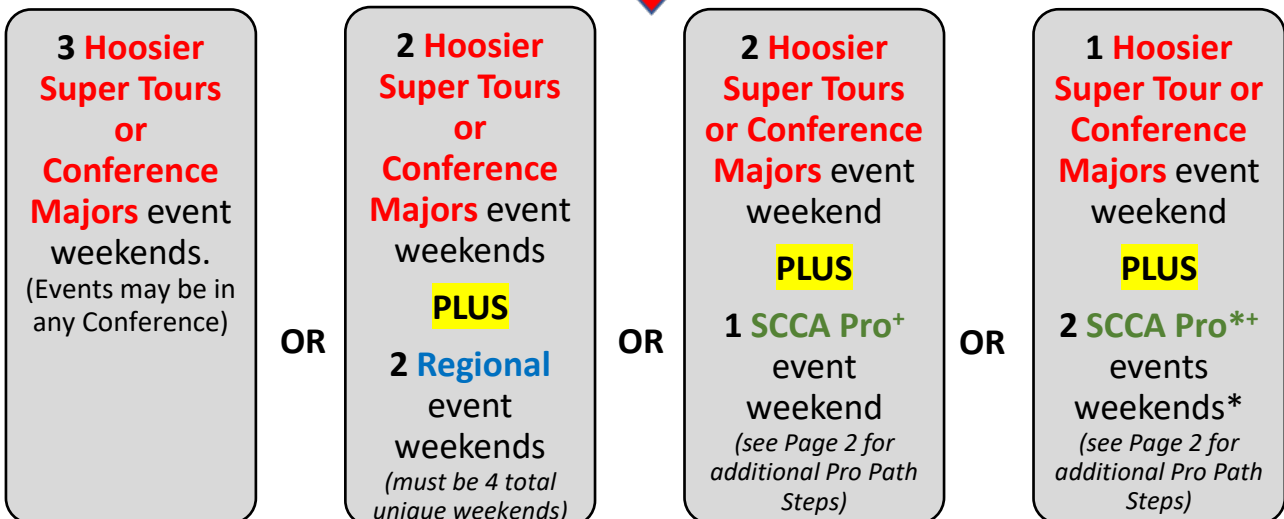 3 Hoosier
Super Tours
or
Conference
Majors event
weekends.
(Events may be in
any Conference)
OR
2 Hoosier
Super Tours
or
Conference
Majors event
weekends
PLUS
2 Regional
event
weekends
(must be 4 total
unique weekends)
OR
2 Hoosier
Super Tours
or Conference
Majors event
weekend
PLUS
1 SCCA Pro⁺
event
weekend
(see Page 2 for
additional Pro Path
Steps)
OR
1 Hoosier
Super Tour or
Conference
Majors event
weekend
PLUS
2 SCCA Pro*⁺
events
weekends*
(see Page 2 for
additional Pro Path
Steps)